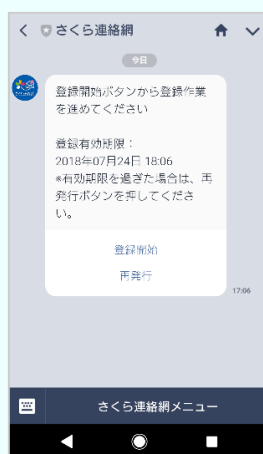 さくら連絡網
今日
登録開始ボタンから登録作業
を進めてください
登録有効期限：
2018年07月24日 18:06
※有効期限を過ぎた場合は、再
発行ボタンを押してくださ
い。
登録開始
再発行
17:06
さくら連絡網メニュー